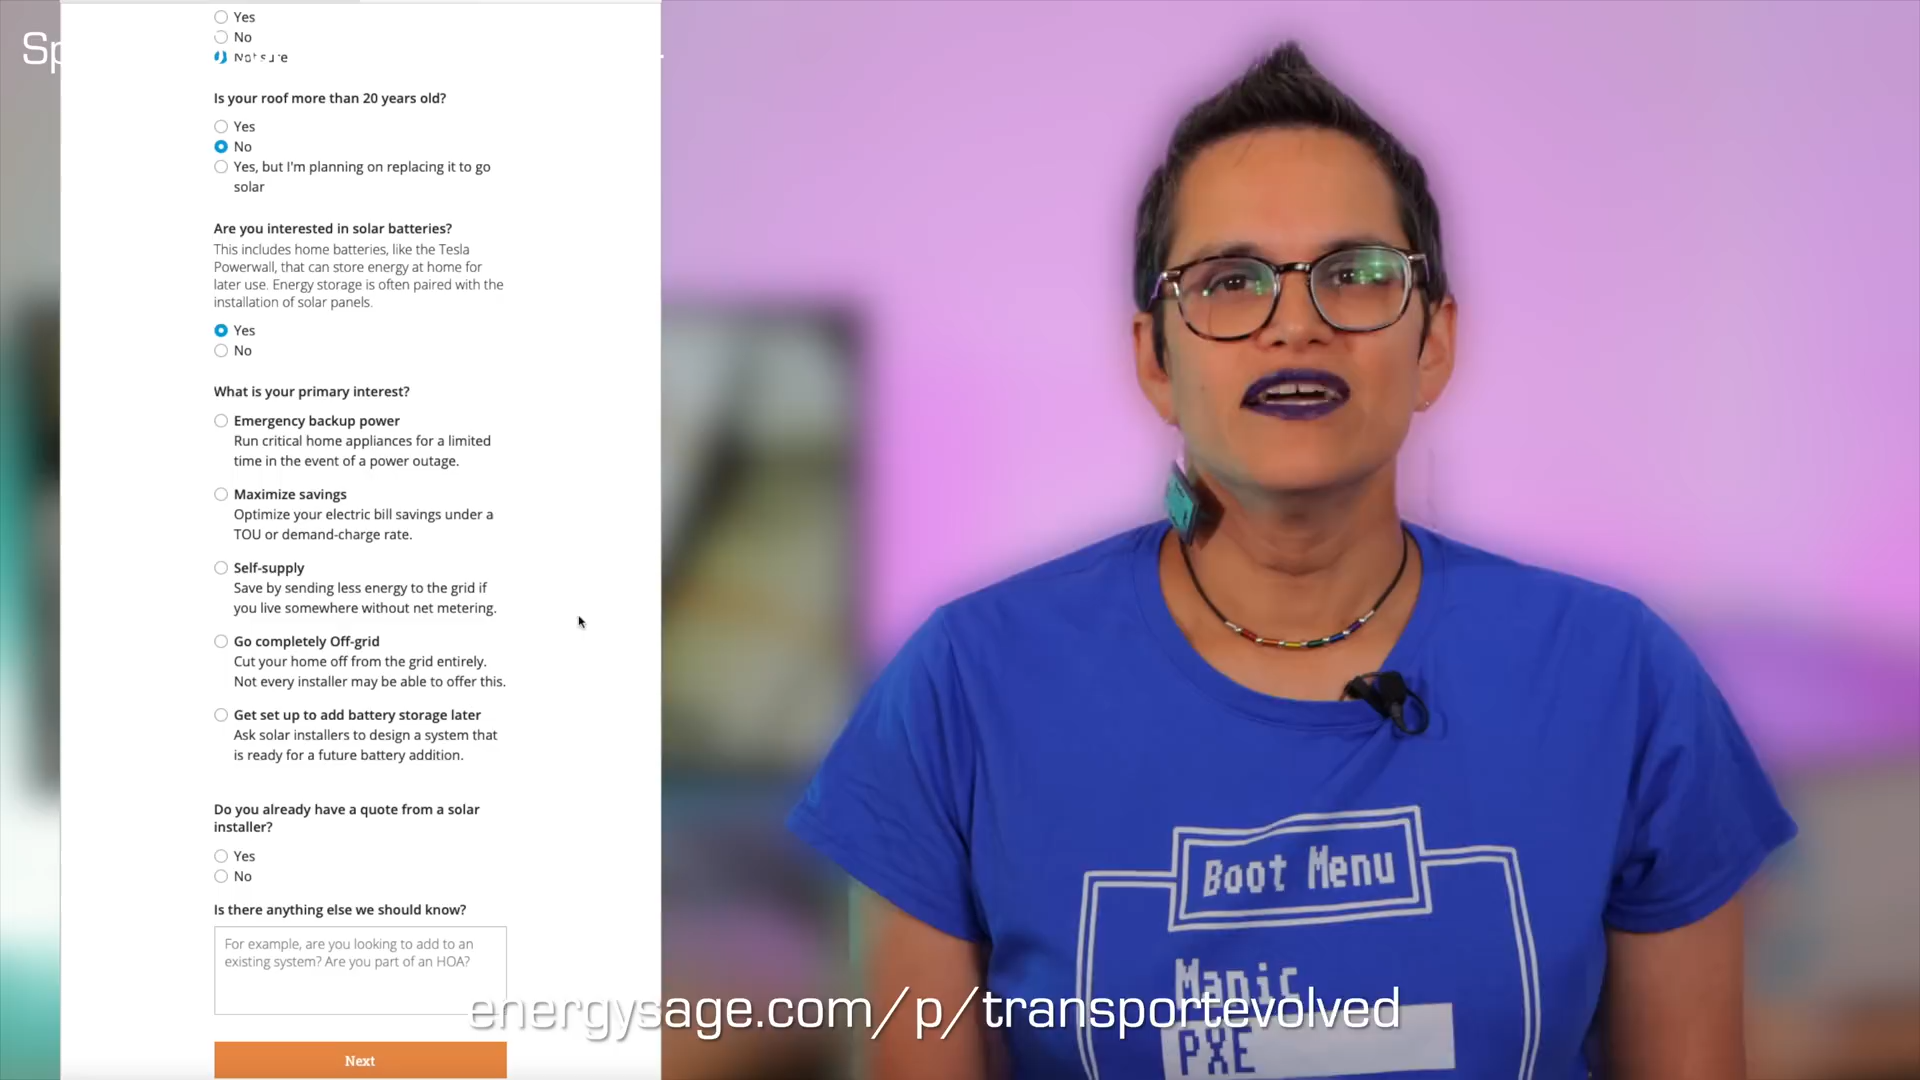 Yes
No
Not sure
Is your roof more than 20 years old?
Yes
No
Yes, but I'm planning on replacing it to go
solar
Are you interested in solar batteries?
This includes home batteries, like the Tesla
Powerwall, that can store energy at home for
later use. Energy storage is often paired with the
installation of solar panels.
Yes
No
What is your primary interest?
Emergency backup power
Run critical home appliances for a limited
time in the event of a power outage.
Maximize savings
Optimize your electric bill savings under a
TOU or demand-charge rate.
Self-supply
Save by sending less energy to the grid if
you live somewhere without net metering.
Go completely Off-grid
Cut your home off from the grid entirely.
Not every installer may be able to offer this.
Get set up to add battery storage later
Ask solar installers to design a system that
is ready for a future battery addition.
Do you already have a quote from a solar
installer?
Yes
No
Is there anything else we should know?
For example, are you looking to add to an
existing system? Are you part of an HOA?
Next
energysage.com/p/transportevolved
Boot Menu
Manic
PXE